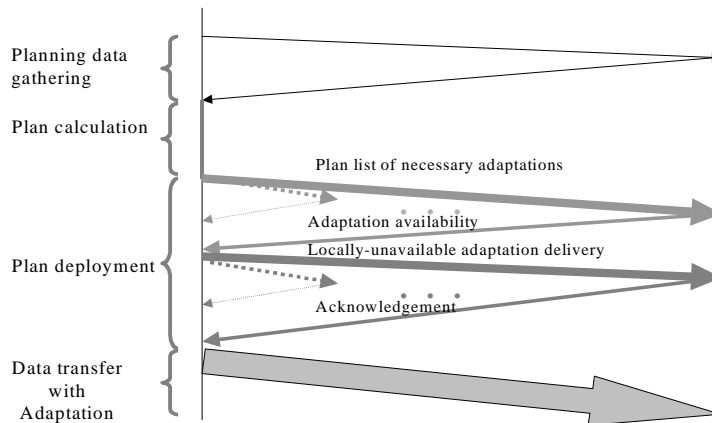 Planning data
gathering
Plan calculation
Plan list of necessary adaptations
Adaptation availability
Locally-unavailable adaptation delivery
Plan deployment
Acknowledgement
Data transfer
with
Adaptation